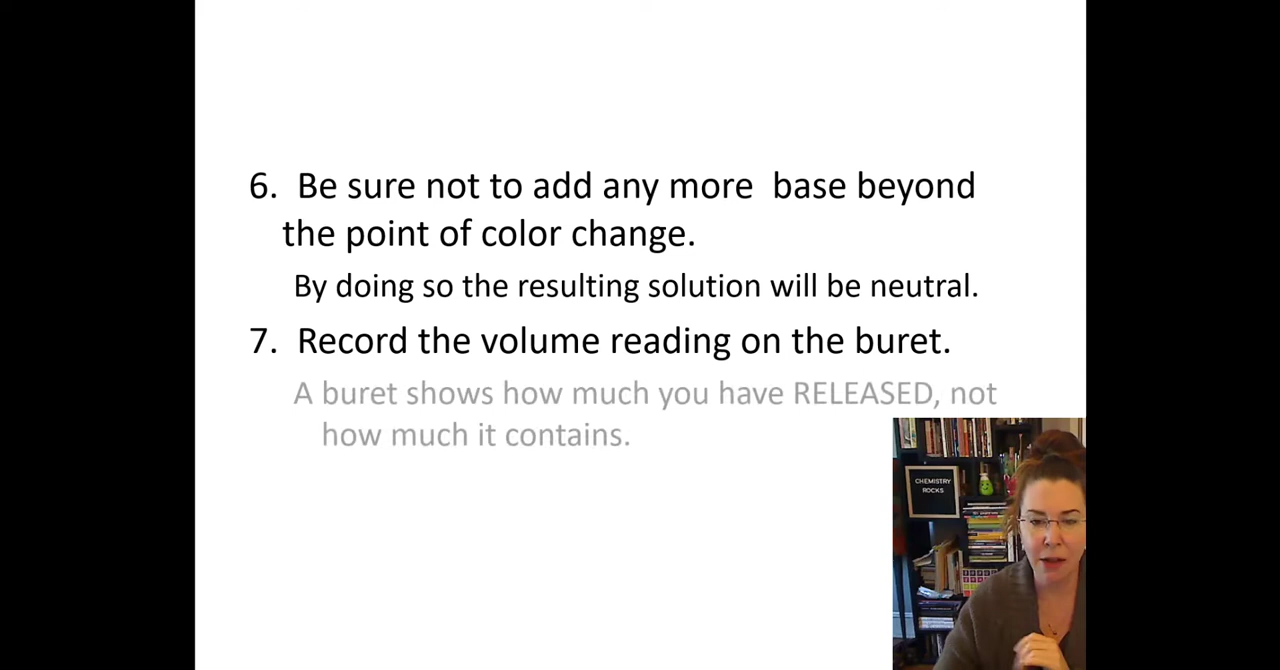 6. Be sure not to add any more base beyond
the point of color change.
By doing so the resulting solution will be neutral.
7. Record the volume reading on the buret.
A buret shows how much you have RELEASED, not
how much it contains.
CHEMISTRY
ROCKS